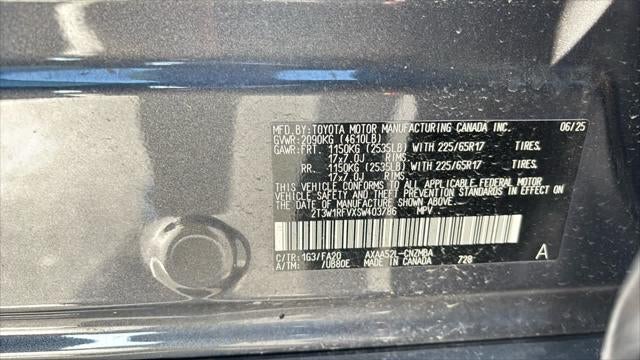 MFD.BY:TOYOTA MOTOR MANUFACTURING CANADA INC. 06/25
GVWR: 2090KG (4610LB)
GAWR:FRT. 1150KG (2535LB) WITH 225/65R17 TIRES,
17x7.0J RIMS
RR. 1150KG (2535LB) WITH 225/65R17 TIRES,
17x7.0J RIMS
THIS VEHICLE CONFORMS TO ALL APPLICABLE FEDERAL MOTOR
VEHICLE SAFETY AND THEFT PREVENTION STANDARDS IN EFFECT ON
THE DATE OF MANUFACTURE SHOWN ABOVE.
2T3W1RFVXSW403786 MPV
C/TR:1G3/FA20 AXAA52L-CNZMBA A
A/TM: /U880E MADE IN CANADA 728